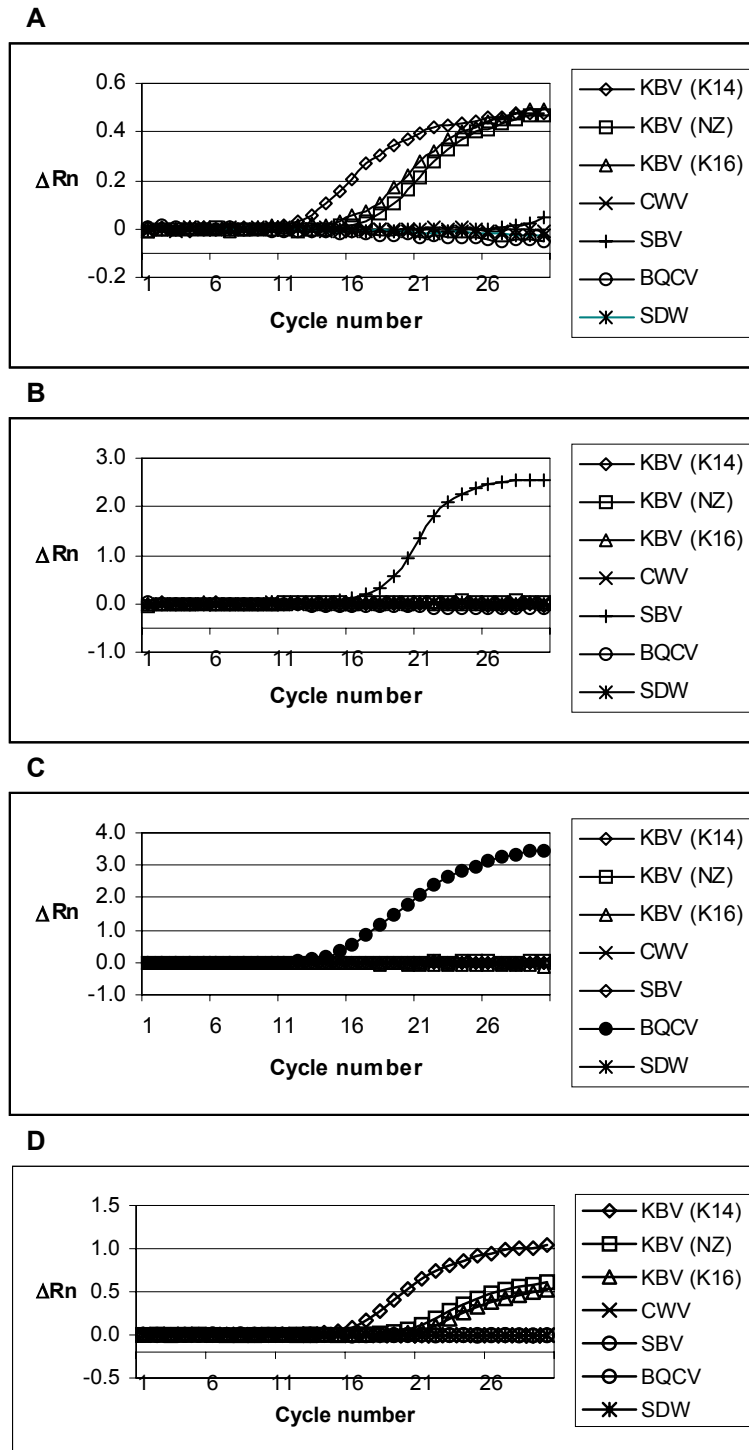 A
0.6
0.4
0.2
0
-0.2
ΔRn
1 6 11 16 21 26
Cycle number
KBV (K14)
KBV (NZ)
KBV (K16)
CWV
SBV
BQCV
SDW
B
3.0
2.0
1.0
0.0
-1.0
ΔRn
1 6 11 16 21 26
Cycle number
KBV (K14)
KBV (NZ)
KBV (K16)
CWV
SBV
BQCV
SDW
C
4.0
3.0
2.0
1.0
0.0
-1.0
ΔRn
1 6 11 16 21 26
Cycle number
KBV (K14)
KBV (NZ)
KBV (K16)
CWV
SBV
BQCV
SDW
D
1.5
1.0
0.5
0.0
-0.5
ΔRn
1 6 11 16 21 26
Cycle number
KBV (K14)
KBV (NZ)
KBV (K16)
CWV
SBV
BQCV
SDW